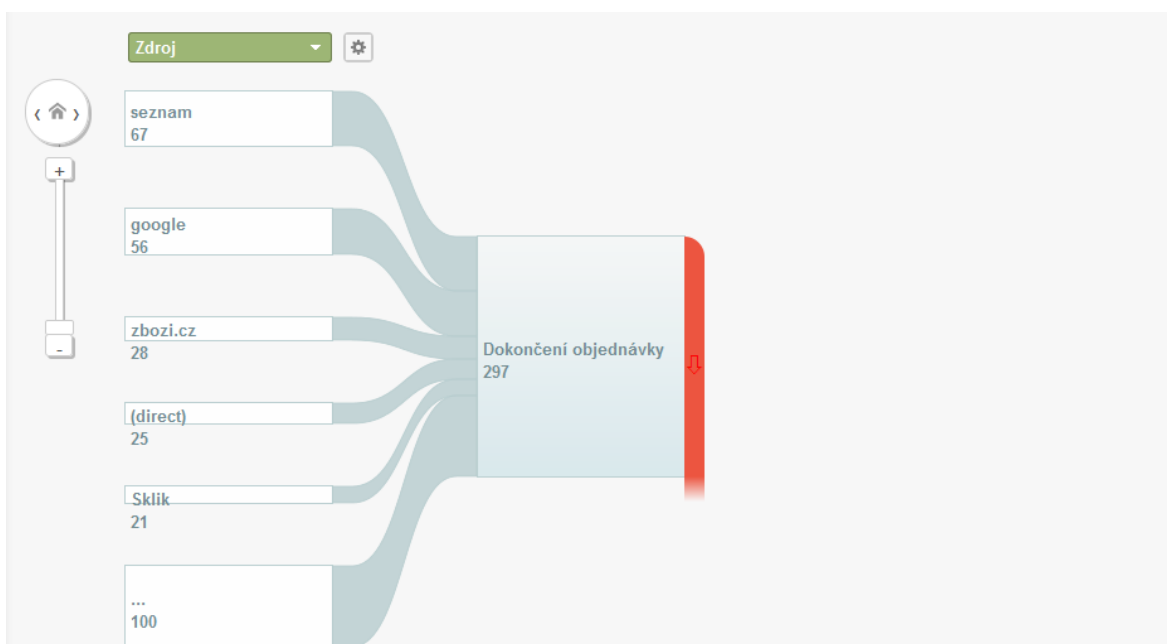 Zdroj
seznam
67
google
56
zbozi.cz
28
(direct)
25
Sklik
21
...
100
Dokončení objednávky
297